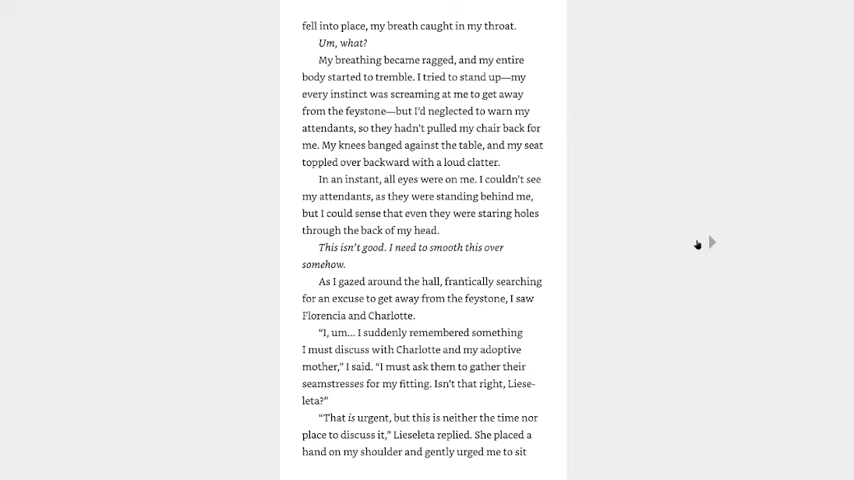 fell into place, my breath caught in my throat.
Um, what?
My breathing became ragged, and my entire
body started to tremble. I tried to stand up—my
every instinct was screaming at me to get away
from the feystone—but I'd neglected to warn my
attendants, so they hadn't pulled my chair back for
me. My knees banged against the table, and my seat
toppled over backward with a loud clatter.
In an instant, all eyes were on me. I couldn't see
my attendants, as they were standing behind me,
but I could sense that even they were staring holes
through the back of my head.
This isn't good. I need to smooth this over
somehow.
As I gazed around the hall, frantically searching
for an excuse to get away from the feystone, I saw
Florencia and Charlotte.
“I, um... I suddenly remembered something
I must discuss with Charlotte and my adoptive
mother,” I said. “I must ask them to gather their
seamstresses for my fitting. Isn't that right, Liese-
leta?”
“That is urgent, but this is neither the time nor
place to discuss it,” Lieseleta replied. She placed a
hand on my shoulder and gently urged me to sit